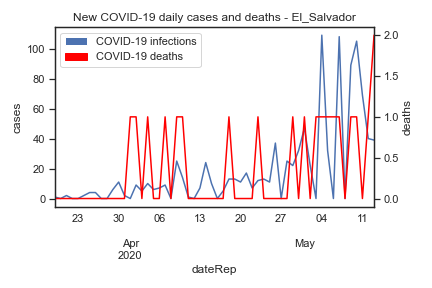 New COVID-19 daily cases and deaths - El_Salvador
COVID-19 infections
COVID-19 deaths
100
80
60
40
20
0
cases
2.0
1.5
1.0
0.5
0.0
deaths
23 30 06 13 20 27 04 11
Apr May
2020
dateRep